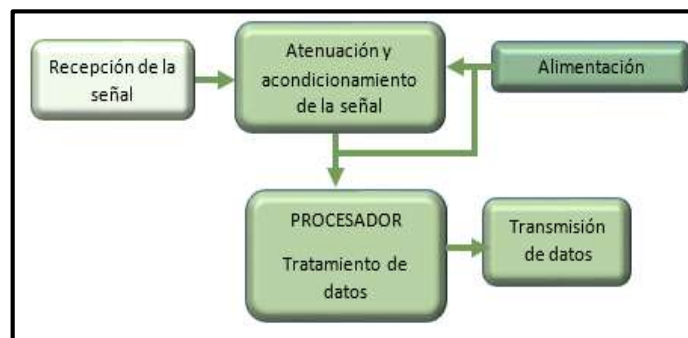 Recepción de la
señal
Atenuación y
acondicionamiento
de la señal
Alimentación
PROCESADOR
Tratamiento de
datos
Transmisión
de datos